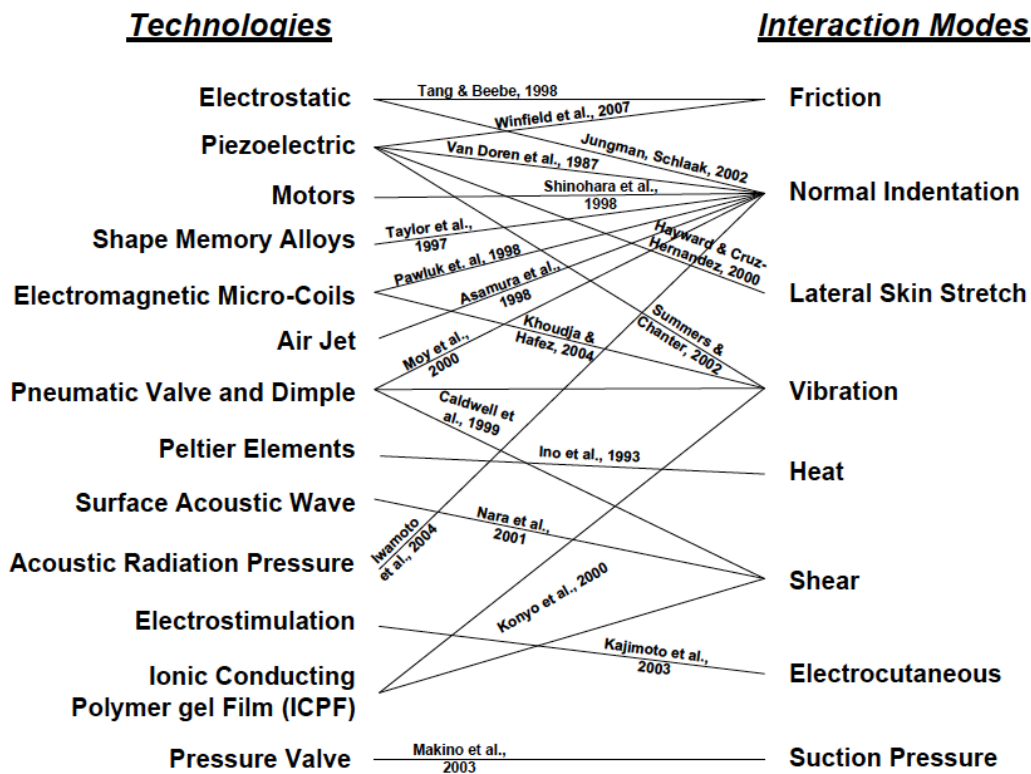 Technologies
Interaction Modes
Electrostatic
Piezoelectric
Motors
Shape Memory Alloys
Electromagnetic Micro-Coils
Air Jet
Pneumatic Valve and Dimple
Peltier Elements
Surface Acoustic Wave
Acoustic Radiation Pressure
Electrostimulation
Ionic Conducting
Polymer gel Film (ICPF)
Pressure Valve
Tang & Beebe, 1998
Winfield et al., 2007
Jungman, Schlaak, 2002
Van Doren et al., 1987
Shinohara et al.,
1998
Taylor et al.,
1997
Hayward & Cruz-
Hernandez, 2000
Pawluk et. al, 1998
Asamura et al.,
1998
Summers &
Chanter, 2002
Khoudja &
Hafez, 2004
Moy et al.,
2000
Caldwell et
al., 1999
Ino et al., 1993
Nara et al.,
2001
Iwamoto
et al., 2004
Konyo et al., 2000
Kajimoto et al.,
2003
Makino et al.,
2003
Friction
Normal Indentation
Lateral Skin Stretch
Vibration
Heat
Shear
Electrocutaneous
Suction Pressure